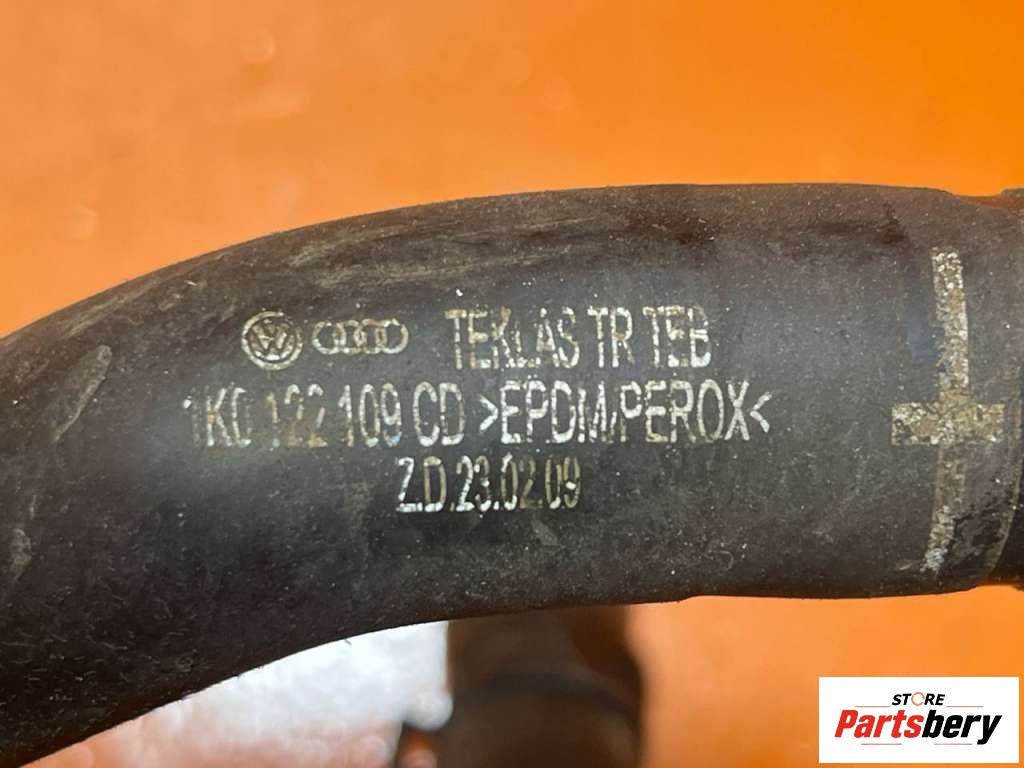 TEKLAS TR TEB
1K0 122 109 CD >EPDM/PEROX<
Z.D.23.02.09
STORE
Partsbery